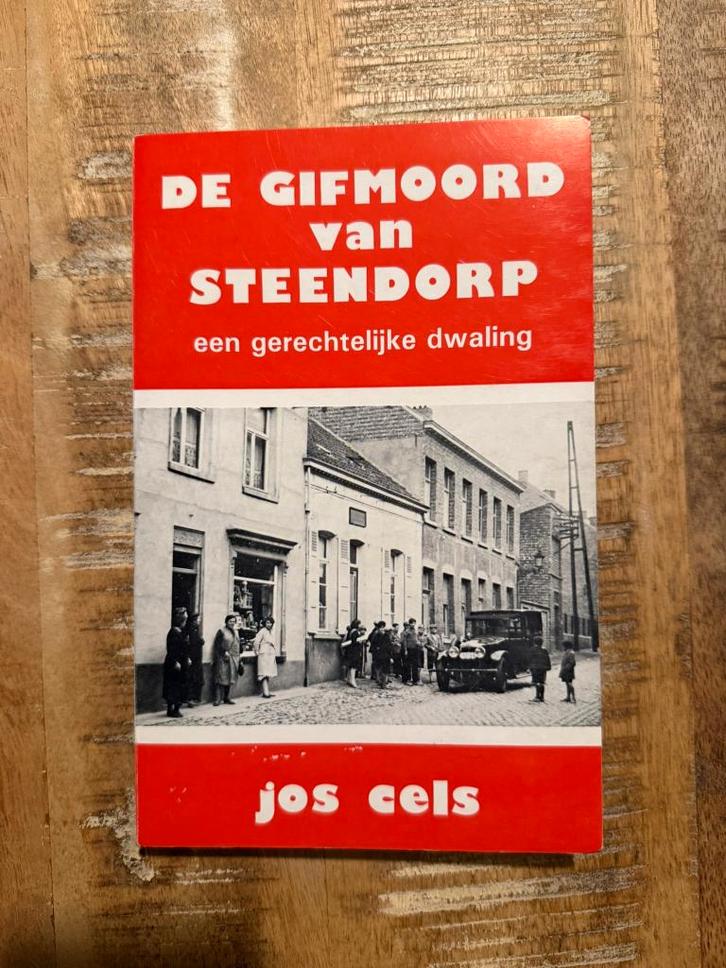 DE GIFMOORD
van
STEENDORP
een gerechtelijke dwaling
jos cels